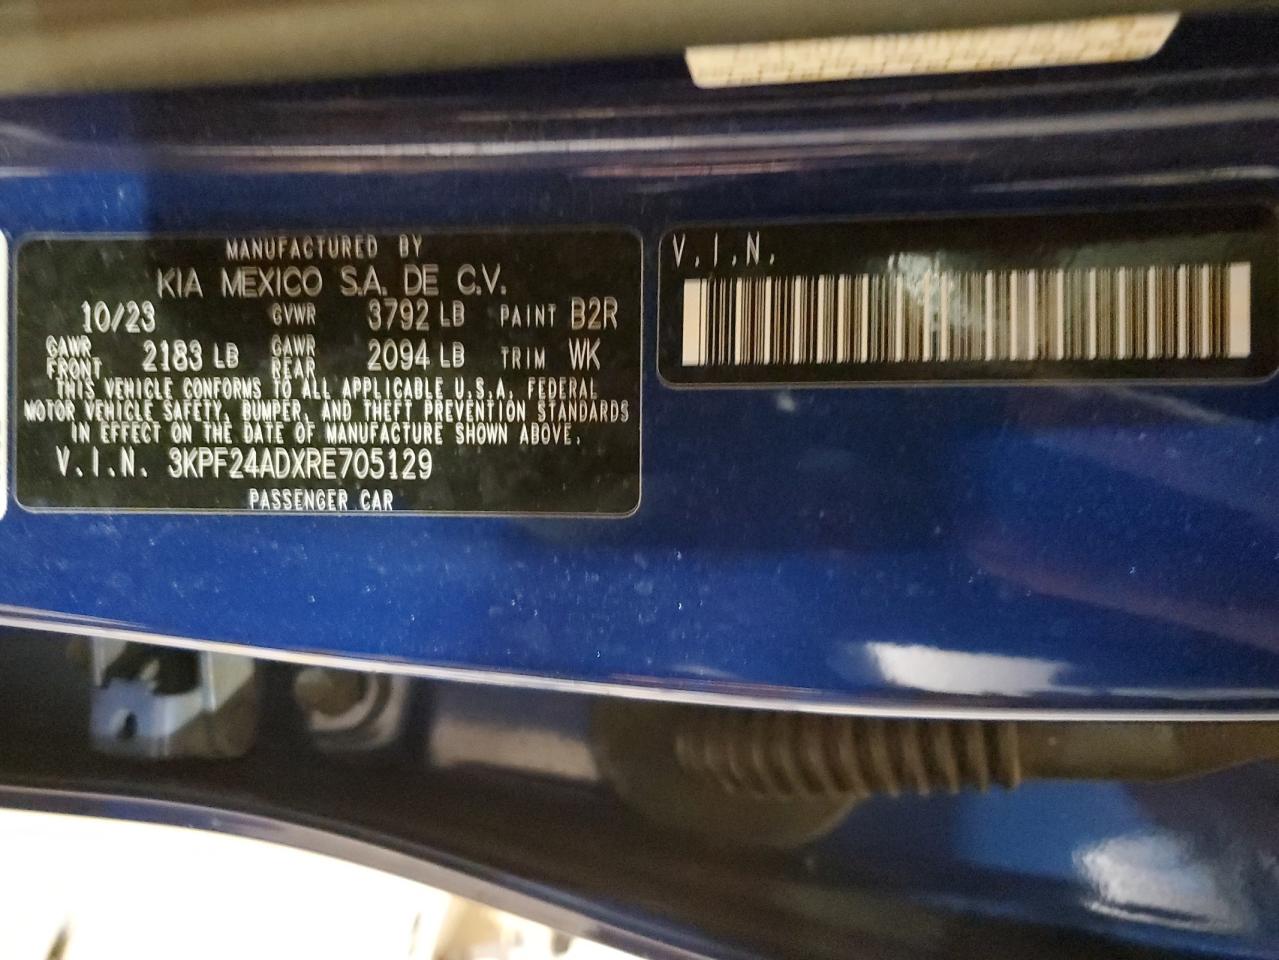 MANUFACTURED BY
KIA MEXICO S.A. DE C.V.
10/23 GVWR 3792 LB PAINT B2R
GAWR FRONT 2183 LB GAWR REAR 2094 LB TRIM WK
THIS VEHICLE CONFORMS TO ALL APPLICABLE U.S.A. FEDERAL
MOTOR VEHICLE SAFETY, BUMPER, AND THEFT PREVENTION STANDARDS
IN EFFECT ON THE DATE OF MANUFACTURE SHOWN ABOVE.
V.I.N. 3KPF24ADXRE705129
PASSENGER CAR
V.I.N.